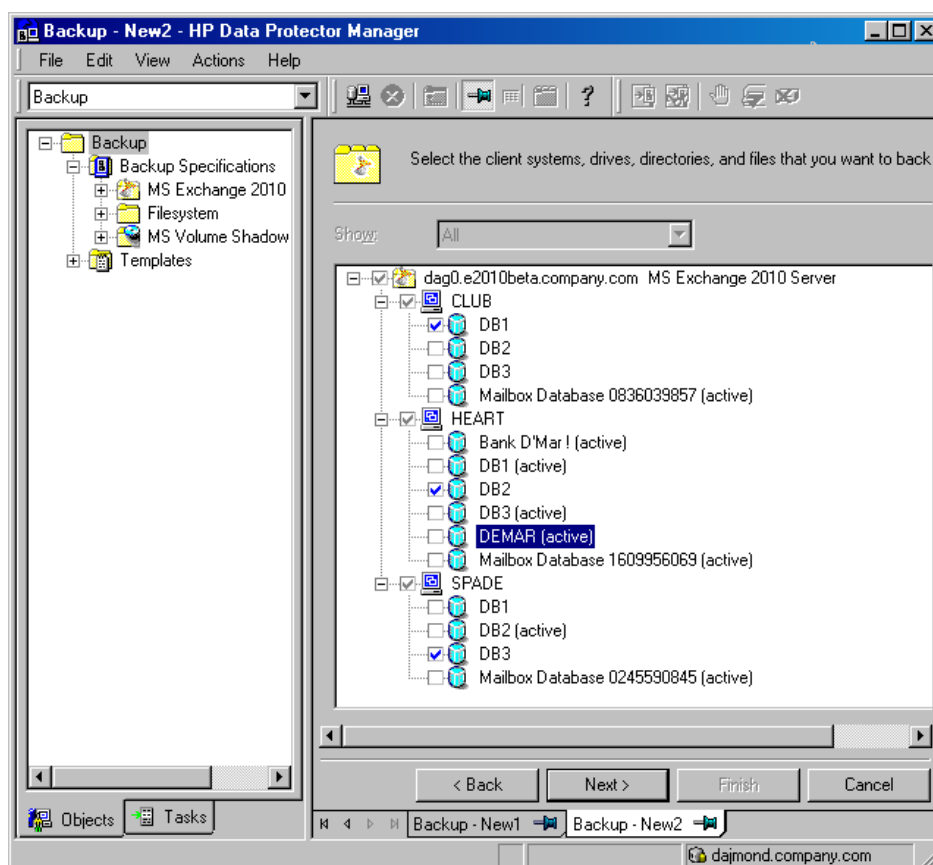 Backup - New2 - HP Data Protector Manager
File Edit View Actions Help
Backup
Backup
Backup Specifications
MS Exchange 2010
Filesystem
MS Volume Shadow
Templates
Objects
Tasks
Select the client systems, drives, directories, and files that you want to back
Show: All
dag0.e2010beta.company.com MS Exchange 2010 Server
CLUB
DB1
DB2
DB3
Mailbox Database 0836039857 (active)
HEART
Bank D'Mar ! (active)
DB1 (active)
DB2
DB3 (active)
DEMAR (active)
Mailbox Database 1609956069 (active)
SPADE
DB1
DB2 (active)
DB3
Mailbox Database 0245590845 (active)
< Back Next > Finish Cancel
Backup - New1 Backup - New2
dajmond.company.com